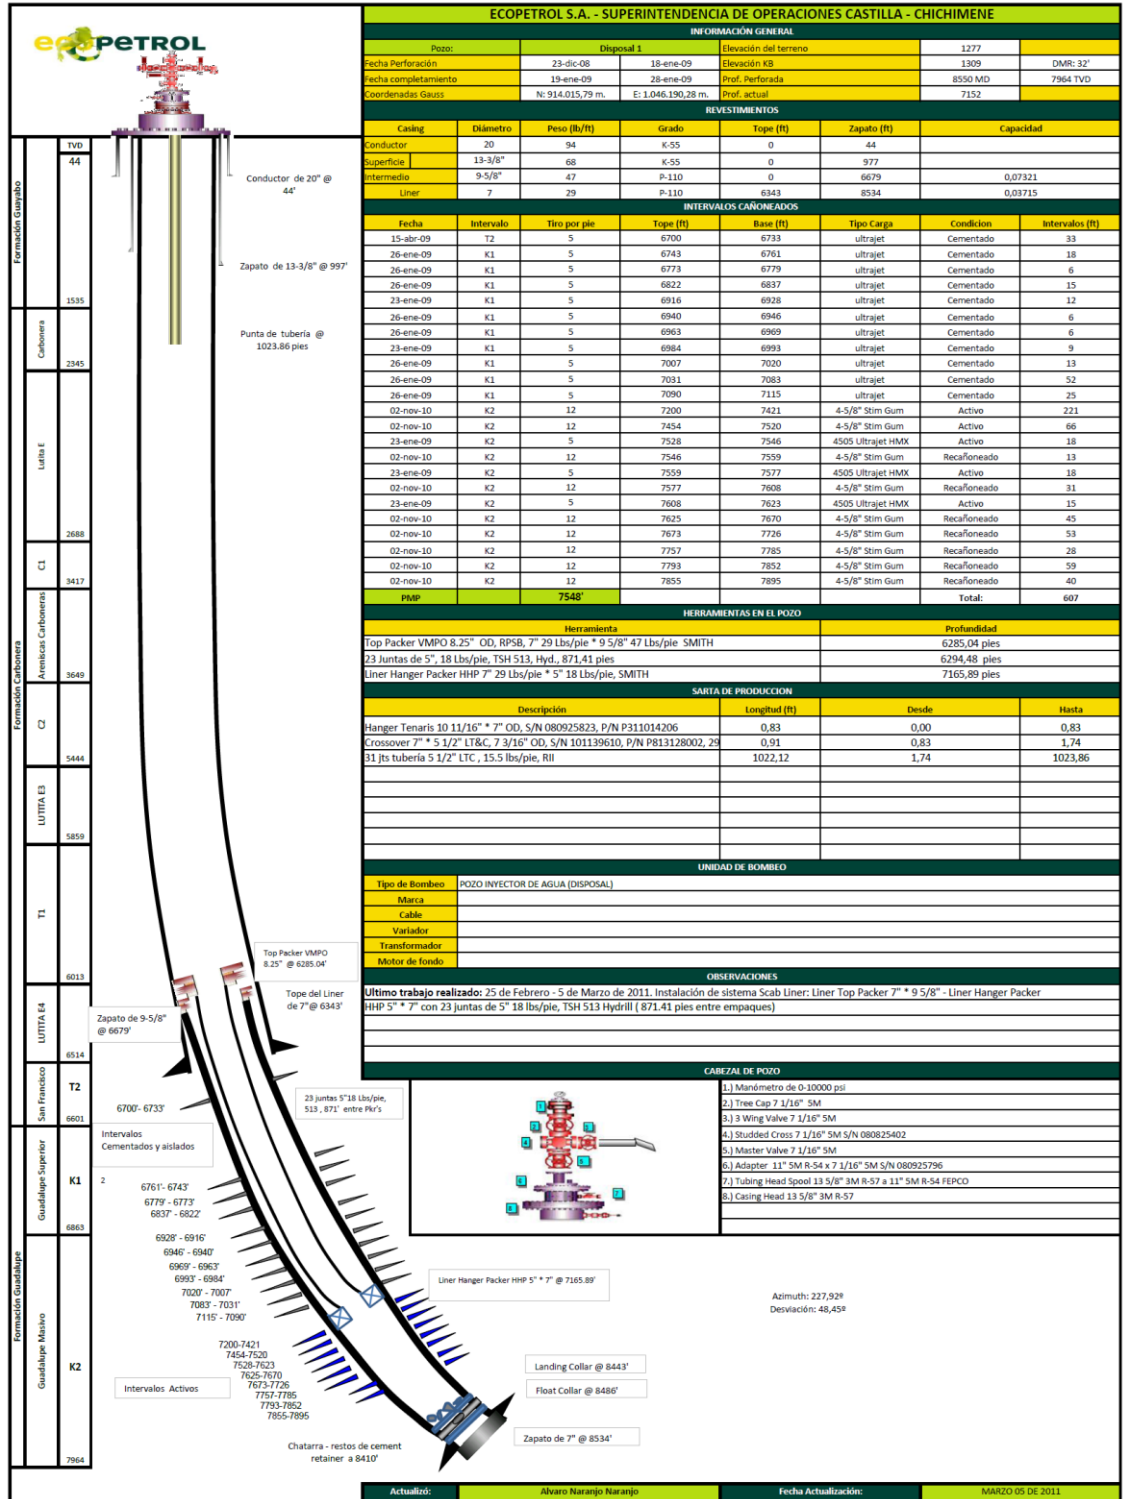 ECOPETROL S.A. - SUPERINTENDENCIA DE OPERACIONES CASTILLA - CHICHIMENE
ecopetrol
INFORMACIÓN GENERAL
Pozo: Disposal 1 Elevación del terreno 1277
Fecha Perforación 23-dic-08 18-ene-09 Elevación KB 1309 DMR: 32'
Fecha completamiento 19-ene-09 28-ene-09 Prof. Perforada 8550 MD 7964 TVD
Coordenadas Gauss N: 914.015,79 m. E: 1.046.190,28 m. Prof. actual 7152
REVESTIMIENTOS
Casing Diámetro Peso (lb/ft) Grado Tope (ft) Zapato (ft) Capacidad
Conductor 20 94 K-55 0 44
Superficie 13-3/8" 68 K-55 0 977
Intermedio 9-5/8" 47 P-110 0 6679 0,07321
Liner 7 29 P-110 6343 8534 0,03715
INTERVALOS CAÑONEADOS
Fecha Intervalo Tiro por pie Tope (ft) Base (ft) Tipo Carga Condicion Intervalos (ft)
15-abr-09 T2 5 6700 6733 ultrajet Cementado 33
26-ene-09 K1 5 6743 6761 ultrajet Cementado 18
26-ene-09 K1 5 6773 6779 ultrajet Cementado 6
26-ene-09 K1 5 6822 6837 ultrajet Cementado 15
23-ene-09 K1 5 6916 6928 ultrajet Cementado 12
26-ene-09 K1 5 6940 6946 ultrajet Cementado 6
26-ene-09 K1 5 6963 6969 ultrajet Cementado 6
23-ene-09 K1 5 6984 6993 ultrajet Cementado 9
26-ene-09 K1 5 7007 7020 ultrajet Cementado 13
26-ene-09 K1 5 7031 7083 ultrajet Cementado 52
26-ene-09 K1 5 7090 7115 ultrajet Cementado 25
02-nov-10 K2 12 7200 7421 4-5/8" Stim Gum Activo 221
02-nov-10 K2 12 7454 7520 4-5/8" Stim Gum Activo 66
23-ene-09 K2 5 7528 7546 4505 Ultrajet HMX Activo 18
02-nov-10 K2 12 7546 7559 4-5/8" Stim Gum Recañoneado 13
23-ene-09 K2 5 7559 7577 4505 Ultrajet HMX Activo 18
02-nov-10 K2 12 7577 7608 4-5/8" Stim Gum Recañoneado 31
23-ene-09 K2 5 7608 7623 4505 Ultrajet HMX Activo 15
02-nov-10 K2 12 7625 7670 4-5/8" Stim Gum Recañoneado 45
02-nov-10 K2 12 7673 7726 4-5/8" Stim Gum Recañoneado 53
02-nov-10 K2 12 7757 7785 4-5/8" Stim Gum Recañoneado 28
02-nov-10 K2 12 7793 7852 4-5/8" Stim Gum Recañoneado 59
02-nov-10 K2 12 7855 7895 4-5/8" Stim Gum Recañoneado 40
PMP 7548' Total: 607
HERRAMIENTAS EN EL POZO
Herramienta Profundidad
Top Packer VMPO 8.25" OD, RPSB, 7" 29 Lbs/pie * 9 5/8" 47 Lbs/pie SMITH 6285,04 pies
23 Juntas de 5", 18 Lbs/pie, TSH 513, Hyd., 871,41 pies 6294,48 pies
Liner Hanger Packer HHP 7" 29 Lbs/pie * 5" 18 Lbs/pie, SMITH 7165,89 pies
SARTA DE PRODUCCION
Descripción Longitud (ft) Desde Hasta
Hanger Tenaris 10 11/16" * 7" OD, S/N 080925823, P/N P311014206 0,83 0,00 0,83
Crossover 7" * 5 1/2" LT&C, 7 3/16" OD, S/N 101139610, P/N P813128002, 29 0,91 0,83 1,74
31 jts tubería 5 1/2" LTC , 15.5 lbs/pie, RII 1022,12 1,74 1023,86
UNIDAD DE BOMBEO
Tipo de Bombeo POZO INYECTOR DE AGUA (DISPOSAL)
Marca
Cable
Variador
Transformador
Motor de fondo
OBSERVACIONES
Ultimo trabajo realizado: 25 de Febrero - 5 de Marzo de 2011. Instalación de sistema Scab Liner: Liner Top Packer 7" * 9 5/8" - Liner Hanger Packer
HHP 5" * 7" con 23 juntas de 5" 18 lbs/pie, TSH 513 Hydrill ( 871.41 pies entre empaques)
CABEZAL DE POZO
1.) Manómetro de 0-10000 psi
2.) Tree Cap 7 1/16" 5M
3.) 3 Wing Valve 7 1/16" 5M
4.) Studded Cross 7 1/16" 5M S/N 080825402
5.) Master Valve 7 1/16" 5M
6.) Adapter 11" 5M R-54 x 7 1/16" 5M S/N 080925796
7.) Tubing Head Spool 13 5/8" 3M R-57 a 11" 5M R-54 FEPCO
8.) Casing Head 13 5/8" 3M R-57
1
2
3
4
5
6
7
8
Azimuth: 227,92º
Desviación: 48,45º
TVD
44
Formación Guayabo
1535
Carbonera
2345
Lutita E
2688
C1
3417
Formación Carbonera
Areniscas Carboneras
3649
C2
5444
LUTITA E3
5859
T1
6013
LUTITA E4
6514
San Francisco
T2
6601
Guadalupe Superior
K1
6863
Formación Guadalupe
Guadalupe Masivo
K2
7964
Conductor de 20" @
44'
Zapato de 13-3/8" @ 997'
Punta de tubería @
1023.86 pies
Top Packer VMPO
8.25" @ 6285.04'
Tope del Liner
de 7"@ 6343'
Zapato de 9-5/8"
@ 6679'
23 juntas 5"18 Lbs/pie,
513 , 871' entre Pkr's
6700'- 6733'
Intervalos
Cementados y aislados
2
6761'- 6743'
6779' - 6773'
6837' - 6822'
6928' - 6916'
6946' - 6940'
6969' - 6963'
6993' - 6984'
7020' - 7007'
7083' - 7031'
7115' - 7090'
Liner Hanger Packer HHP 5" * 7" @ 7165.89'
7200-7421
7454-7520
7528-7623
7625-7670
7673-7726
7757-7785
7793-7852
7855-7895
Intervalos Activos
Landing Collar @ 8443'
Float Collar @ 8486'
Zapato de 7" @ 8534'
Chatarra - restos de cement
retainer a 8410'
Actualizó: Alvaro Naranjo Naranjo Fecha Actualización: MARZO 05 DE 2011